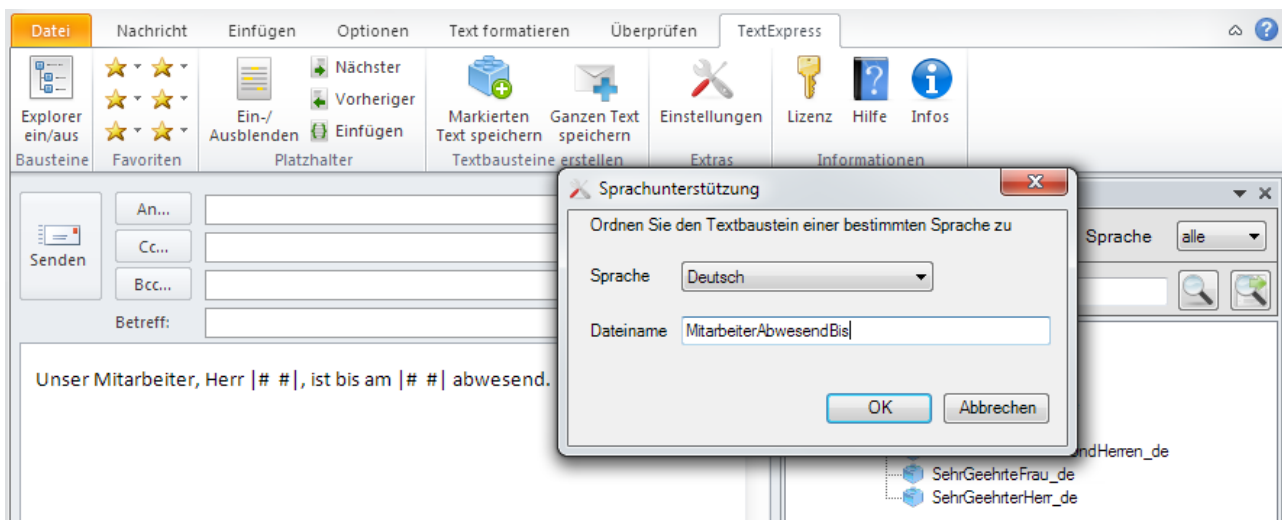 Datei Nachricht Einfügen Optionen Text formatieren Überprüfen TextExpress
Explorer ein/aus
Bausteine
Favoriten
Ein-/ Ausblenden
Nächster
Vorheriger
Einfügen
Platzhalter
Markierten Text speichern
Ganzen Text speichern
Textbausteine erstellen
Einstellungen
Extras
Lizenz Hilfe Infos
Informationen
Senden
An...
Cc...
Bcc...
Betreff:
Unser Mitarbeiter, Herr |# #|, ist bis am |# #| abwesend.
Sprachunterstützung
Ordnen Sie den Textbaustein einer bestimmten Sprache zu
Sprache Deutsch
Dateiname MitarbeiterAbwesendBis
OK Abbrechen
Sprache alle
ndHerren_de
SehrGeehrteFrau_de
SehrGeehrterHerr_de